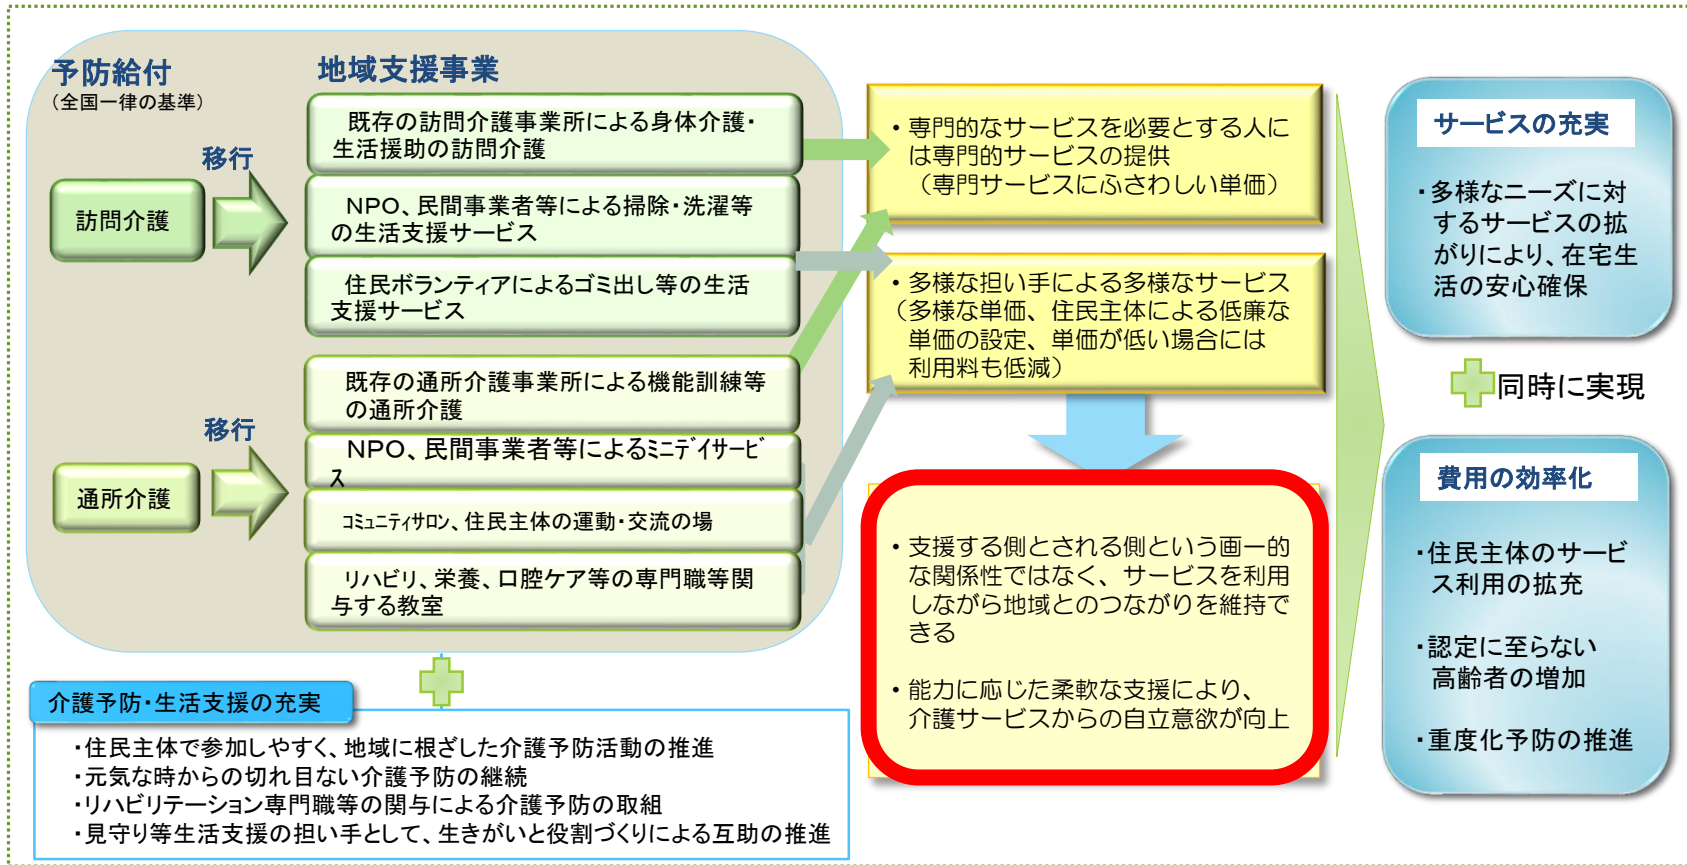 予防給付
(全国一律の基準)
移行
訪問介護
移行
通所介護
地域支援事業
既存の訪問介護事業所による身体介護・
生活援助の訪問介護
NPO、民間事業者等による掃除・洗濯等
の生活支援サービス
住民ボランティアによるゴミ出し等の生活
支援サービス
既存の通所介護事業所による機能訓練等
の通所介護
NPO、民間事業者等によるミニデイサービ
ス
コミュニティサロン、住民主体の運動・交流の場
リハビリ、栄養、口腔ケア等の専門職等関
与する教室
介護予防・生活支援の充実
・住民主体で参加しやすく、地域に根ざした介護予防活動の推進
・元気な時からの切れ目ない介護予防の継続
・リハビリテーション専門職等の関与による介護予防の取組
・見守り等生活支援の担い手として、生きがいと役割づくりによる互助の推進
・専門的なサービスを必要とする人に
は専門的サービスの提供
(専門サービスにふさわしい単価)
・多様な担い手による多様なサービス
(多様な単価、住民主体による低廉な
単価の設定、単価が低い場合には
利用料も低減)
・支援する側とされる側という画一的
な関係性ではなく、サービスを利用
しながら地域とのつながりを維持で
きる
・能力に応じた柔軟な支援により、
介護サービスからの自立意欲が向上
サービスの充実
・多様なニーズに対
するサービスの拡
がりにより、在宅生
活の安心確保
同時に実現
費用の効率化
・住民主体のサービ
ス利用の拡充
・認定に至らない
高齢者の増加
・重度化予防の推進